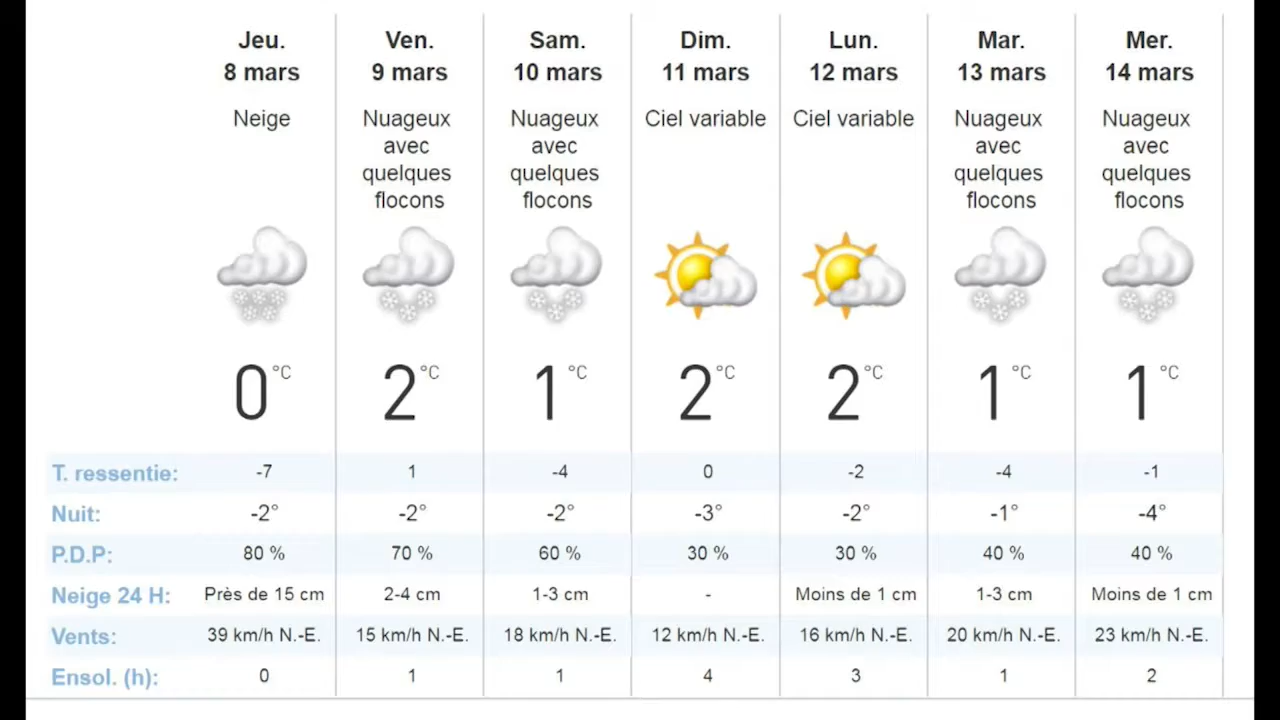 Jeu. Ven. Sam. Dim. Lun. Mar. Mer.
8 mars 9 mars 10 mars 11 mars 12 mars 13 mars 14 mars
Neige Nuageux Nuageux Ciel variable Ciel variable Nuageux Nuageux
avec avec avec avec
quelques quelques quelques quelques
flocons flocons flocons flocons
0 °C 2 °C 1 °C 2 °C 2 °C 1 °C 1 °C
T. ressentie: -7 1 -4 0 -2 -4 -1
Nuit: -2° -2° -2° -3° -2° -1° -4°
P.D.P: 80 % 70 % 60 % 30 % 30 % 40 % 40 %
Neige 24 H: Près de 15 cm 2-4 cm 1-3 cm - Moins de 1 cm 1-3 cm Moins de 1 cm
Vents: 39 km/h N.-E. 15 km/h N.-E. 18 km/h N.-E. 12 km/h N.-E. 16 km/h N.-E. 20 km/h N.-E. 23 km/h N.-E.
Ensol. (h): 0 1 1 4 3 1 2